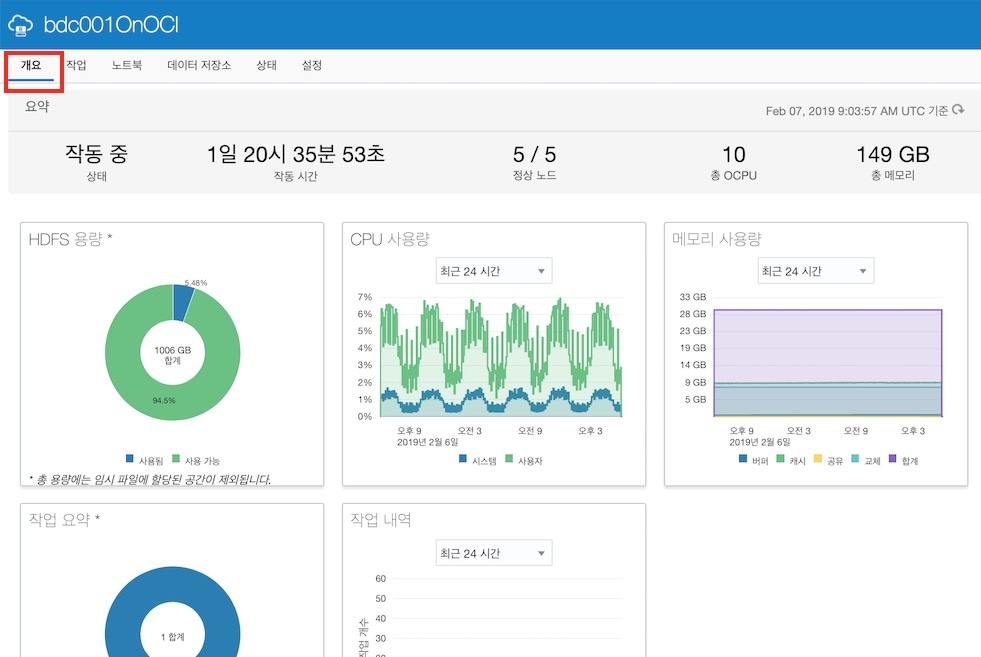 bdc001OnOCI
개요 작업 노트북 데이터 저장소 상태 설정
요약
Feb 07, 2019 9:03:57 AM UTC 기준
작동 중 1일 20시 35분 53초 5 / 5 10 149 GB
상태 작동 시간 정상 노드 총 OCPU 총 메모리
HDFS 용량 *
5.48%
1006 GB
합계
94.5%
사용됨 사용 가능
* 총 용량에는 임시 파일에 할당된 공간이 제외됩니다.
CPU 사용량
최근 24 시간
7%
6%
5%
4%
3%
2%
1%
0%
오후 9 오전 3 오전 9 오후 3
2019년 2월 6일
시스템 사용자
메모리 사용량
최근 24 시간
33 GB
28 GB
23 GB
19 GB
14 GB
9 GB
5 GB
오후 9 오전 3 오전 9 오후 3
2019년 2월 6일
버퍼 캐시 공유 교체 합계
작업 요약 *
1 합계
작업 내역
최근 24 시간
60
50
40
30
작업 개수